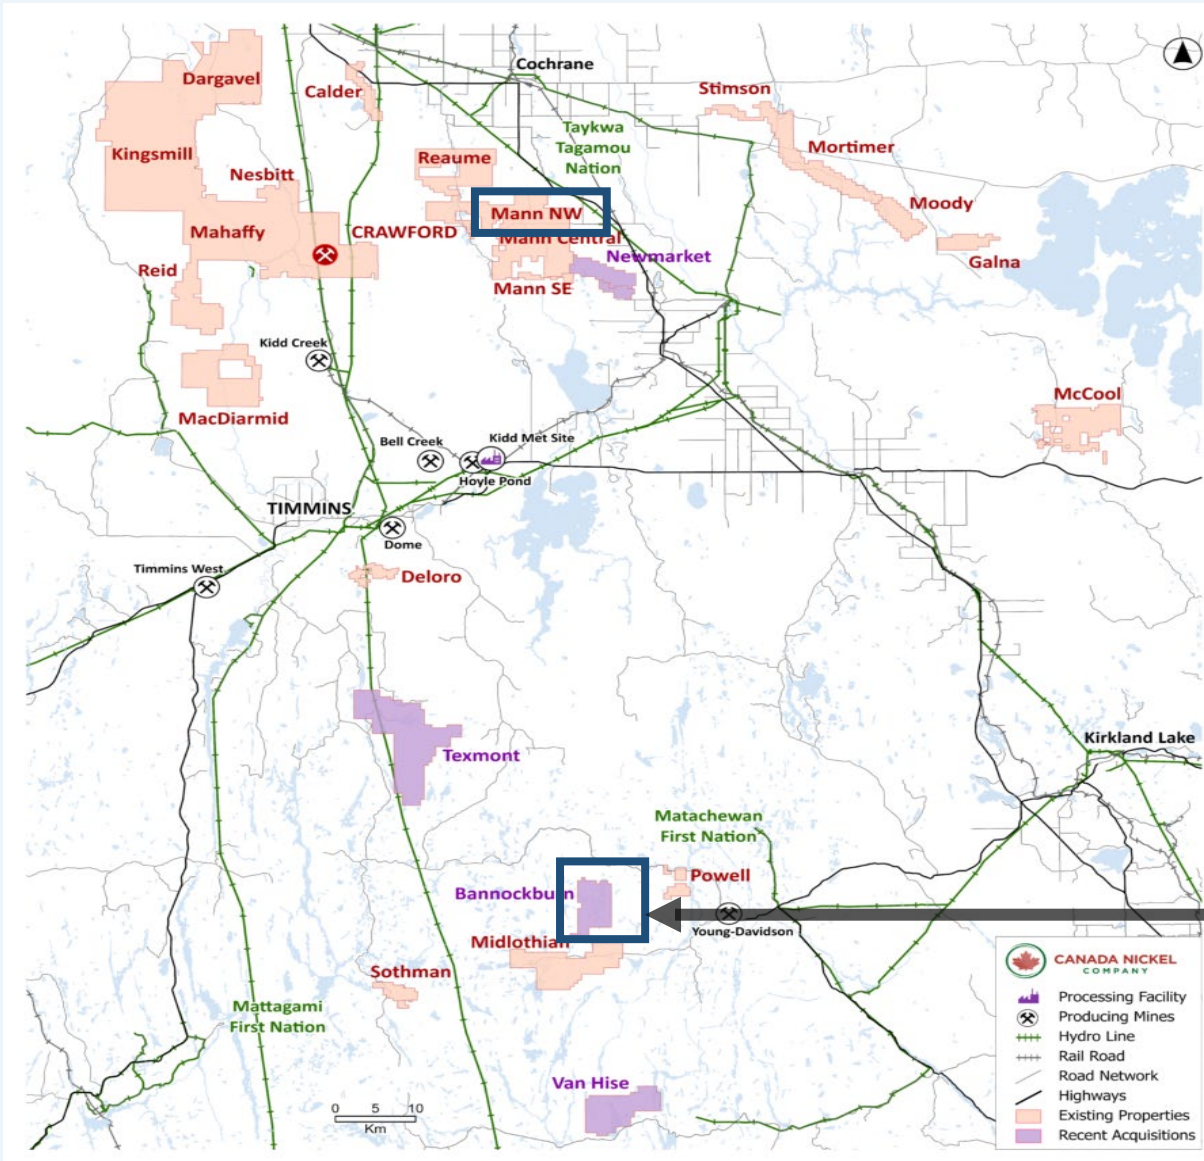 Cochrane
Dargavel
Calder
Stimson
Taykwa
Tagamou
Nation
Kingsmill
Reaume
Mortimer
Nesbitt
Moody
Mann NW
Mahaffy
CRAWFORD
Mann Central
Newmarket
Galna
Reid
Mann SE
Kidd Creek
McCool
MacDiarmid
Bell Creek
Kidd Met Site
Hoyle Pond
TIMMINS
Dome
Timmins West
Deloro
Kirkland Lake
Texmont
Matachewan
First Nation
Powell
Bannockburn
Young-Davidson
Midlothian
Sothman
Mattagami
First Nation
Van Hise
0 5 10
Km
CANADA NICKEL
COMPANY
Processing Facility
Producing Mines
Hydro Line
Rail Road
Road Network
Highways
Existing Properties
Recent Acquisitions